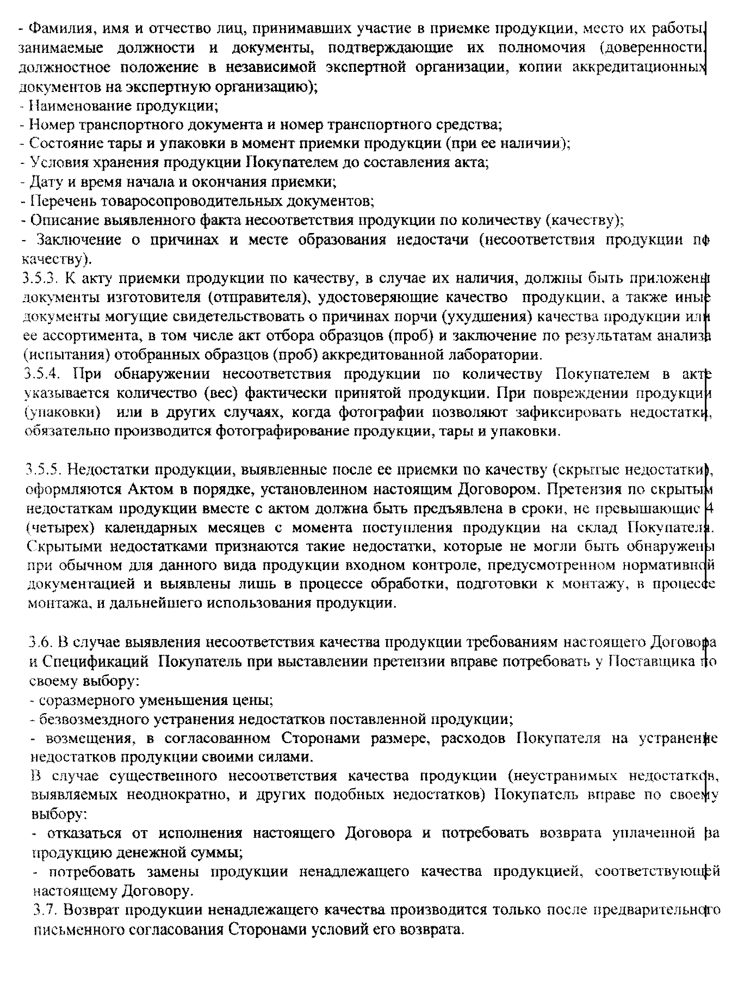 - Фамилия, имя и отчество лиц, принимавших участие в приемке продукции, место их работы,
занимаемые должности и документы, подтверждающие их полномочия (доверенности,
должностное положение в независимой экспертной организации, копии аккредитационных
документов на экспертную организацию);
- Наименование продукции;
- Номер транспортного документа и номер транспортного средства;
- Состояние тары и упаковки в момент приемки продукции (при ее наличии);
- Условия хранения продукции Покупателем до составления акта;
- Дату и время начала и окончания приемки;
- Перечень товаросопроводительных документов;
- Описание выявленного факта несоответствия продукции по количеству (качеству);
- Заключение о причинах и месте образования недостачи (несоответствия продукции по
качеству).
3.5.3. К акту приемки продукции по качеству, в случае их наличия, должны быть приложены
документы изготовителя (отправителя), удостоверяющие качество продукции, а также иные
документы могущие свидетельствовать о причинах порчи (ухудшения) качества продукции или
ее ассортимента, в том числе акт отбора образцов (проб) и заключение по результатам анализа
(испытания) отобранных образцов (проб) аккредитованной лаборатории.
3.5.4. При обнаружении несоответствия продукции по количеству Покупателем в акте
указывается количество (вес) фактически принятой продукции. При повреждении продукции
(упаковки) или в других случаях, когда фотографии позволяют зафиксировать недостатки,
обязательно производится фотографирование продукции, тары и упаковки.
3.5.5. Недостатки продукции, выявленные после ее приемки по качеству (скрытые недостатки),
оформляются Актом в порядке, установленном настоящим Договором. Претензия по скрытым
недостаткам продукции вместе с актом должна быть предъявлена в сроки, не превышающие 4
(четырех) календарных месяцев с момента поступления продукции на склад Покупателя.
Скрытыми недостатками признаются такие недостатки, которые не могли быть обнаружены
при обычном для данного вида продукции входном контроле, предусмотренном нормативной
документацией и выявлены лишь в процессе обработки, подготовки к монтажу, в процессе
монтажа, и дальнейшего использования продукции.
3.6. В случае выявления несоответствия качества продукции требованиям настоящего Договора
и Спецификаций Покупатель при выставлении претензии вправе потребовать у Поставщика по
своему выбору:
- соразмерного уменьшения цены;
- безвозмездного устранения недостатков поставленной продукции;
- возмещения, в согласованном Сторонами размере, расходов Покупателя на устранение
недостатков продукции своими силами.
В случае существенного несоответствия качества продукции (неустранимых недостатков,
выявляемых неоднократно, и других подобных недостатков) Покупатель вправе по своему
выбору:
- отказаться от исполнения настоящего Договора и потребовать возврата уплаченной за
продукцию денежной суммы;
- потребовать замены продукции ненадлежащего качества продукцией, соответствующей
настоящему Договору.
3.7. Возврат продукции ненадлежащего качества производится только после предварительного
письменного согласования Сторонами условий его возврата.